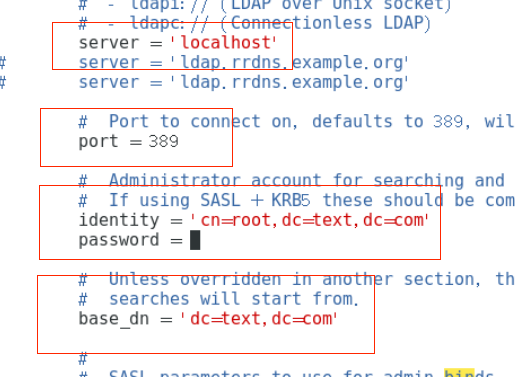 # - ldapi:// (LDAP over Unix socket)
# - ldapc:// (Connectionless LDAP)
server = 'localhost'
# server = 'ldap.rrdns.example.org'
# server = 'ldap.rrdns.example.org'
# Port to connect on, defaults to 389, wil
port = 389
# Administrator account for searching and
# If using SASL + KRB5 these should be com
identity = 'cn=root,dc=text,dc=com'
password =
# Unless overridden in another section, th
# searches will start from.
base_dn = 'dc=text,dc=com'
#
# SASL parameters to use for admin binds